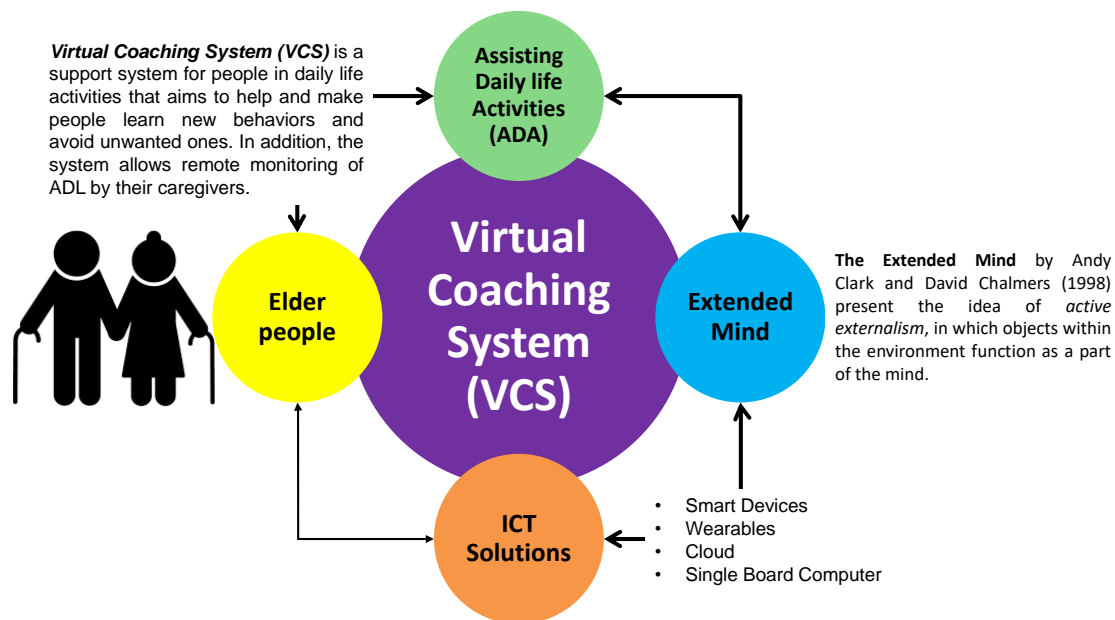 Virtual Coaching System (VCS) is a
support system for people in daily life
activities that aims to help and make
people learn new behaviors and
avoid unwanted ones. In addition, the
system allows remote monitoring of
ADL by their caregivers.
Assisting
Daily life
Activities
(ADA)
Virtual
Coaching
System
(VCS)
Elder
people
Extended
Mind
The Extended Mind by Andy
Clark and David Chalmers (1998)
present the idea of active
externalism, in which objects within
the environment function as a part
of the mind.
ICT
Solutions
• Smart Devices
• Wearables
• Cloud
• Single Board Computer